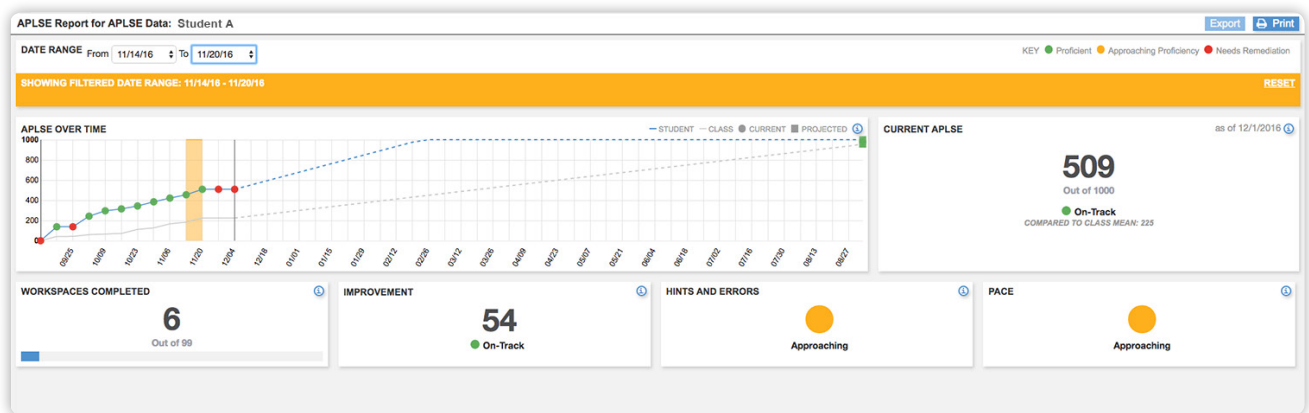 APLSE Report for APLSE Data: Student A
Export Print
DATE RANGE From 11/14/16 To 11/20/16
KEY Proficient Approaching Proficiency Needs Remediation
SHOWING FILTERED DATE RANGE: 11/14/16 - 11/20/16 RESET
APLSE OVER TIME
STUDENT CLASS CURRENT PROJECTED
1000
800
600
400
200
0
09/25 10/09 10/23 11/06 11/20 12/04 12/18 01/01 01/15 01/29 02/12 02/26 03/12 03/26 04/09 04/23 05/07 05/21 06/04 06/18 07/02 07/16 07/30 08/13 08/27
CURRENT APLSE as of 12/1/2016
509
Out of 1000
On-Track
COMPARED TO CLASS MEAN: 225
WORKSPACES COMPLETED
6
Out of 99
IMPROVEMENT
54
On-Track
HINTS AND ERRORS
Approaching
PACE
Approaching